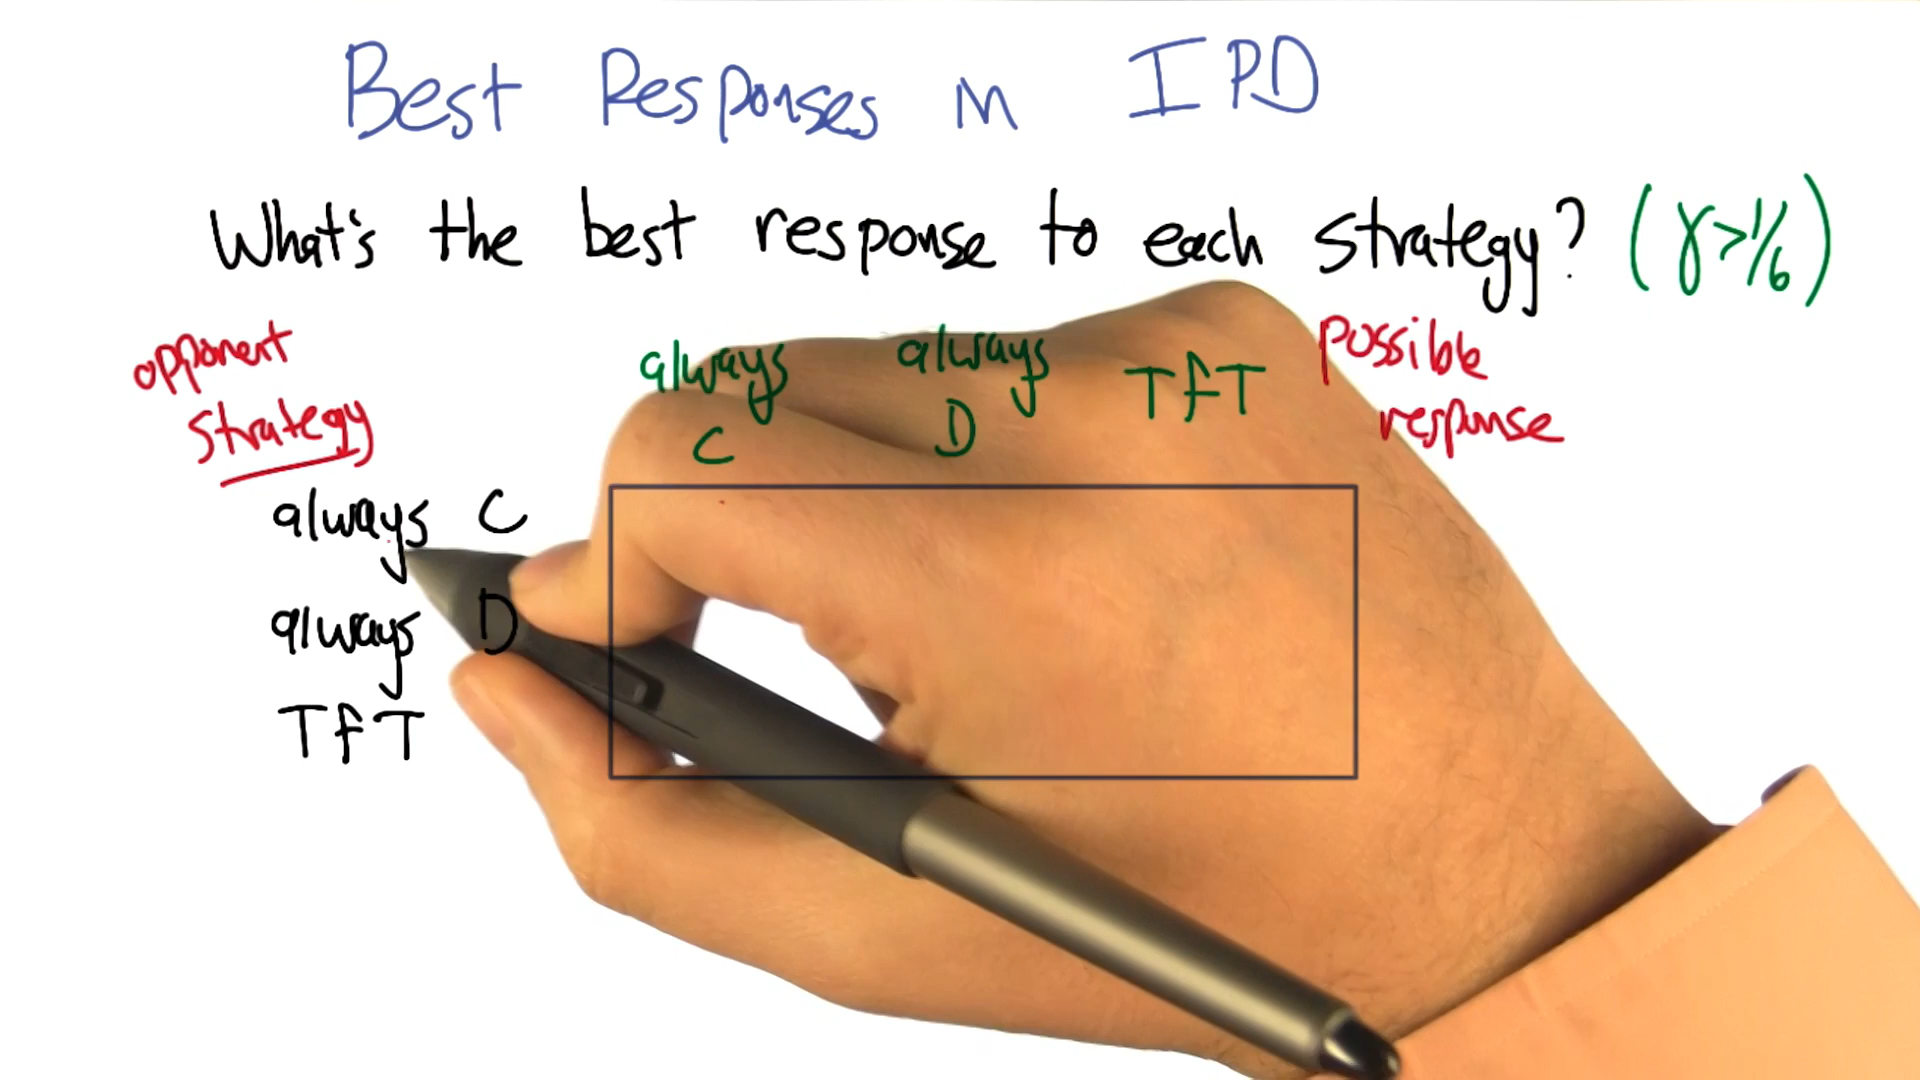 Best Responses in IPD
What's the best response to each strategy? (γ>1/6)
opponent
strategy
always C
always D
TfT
possible
response
always C
always D
TfT